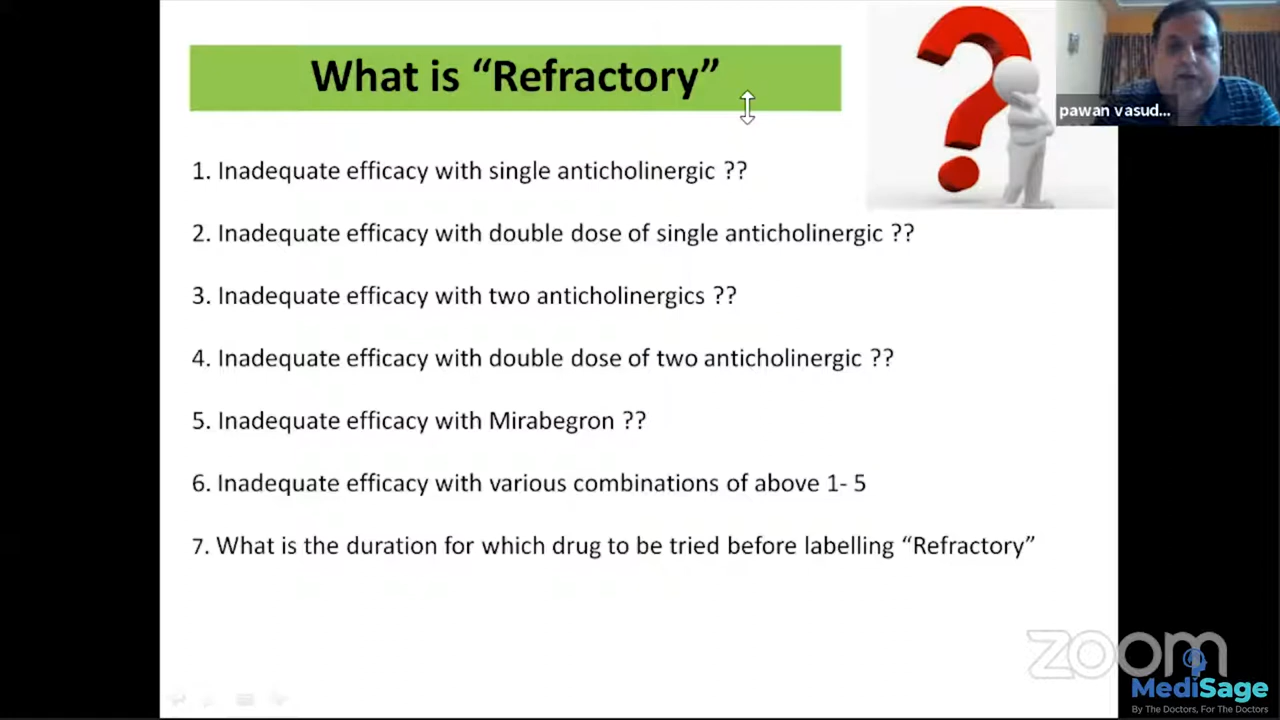 What is “Refractory”
pawan vasud...
1. Inadequate efficacy with single anticholinergic ??
2. Inadequate efficacy with double dose of single anticholinergic ??
3. Inadequate efficacy with two anticholinergics ??
4. Inadequate efficacy with double dose of two anticholinergic ??
5. Inadequate efficacy with Mirabegron ??
6. Inadequate efficacy with various combinations of above 1- 5
7. What is the duration for which drug to be tried before labelling “Refractory”
zoom
MediSage
By The Doctors, For The Doctors